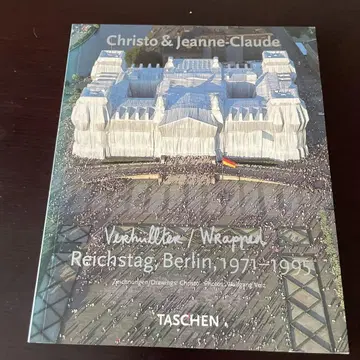 Christo & Jeanne-Claude
Verhüllter / Wrapped
Reichstag, Berlin, 1971–1995
Zeichnungen/Drawings: Christo Photos: Wolfgang Volz
TASCHEN